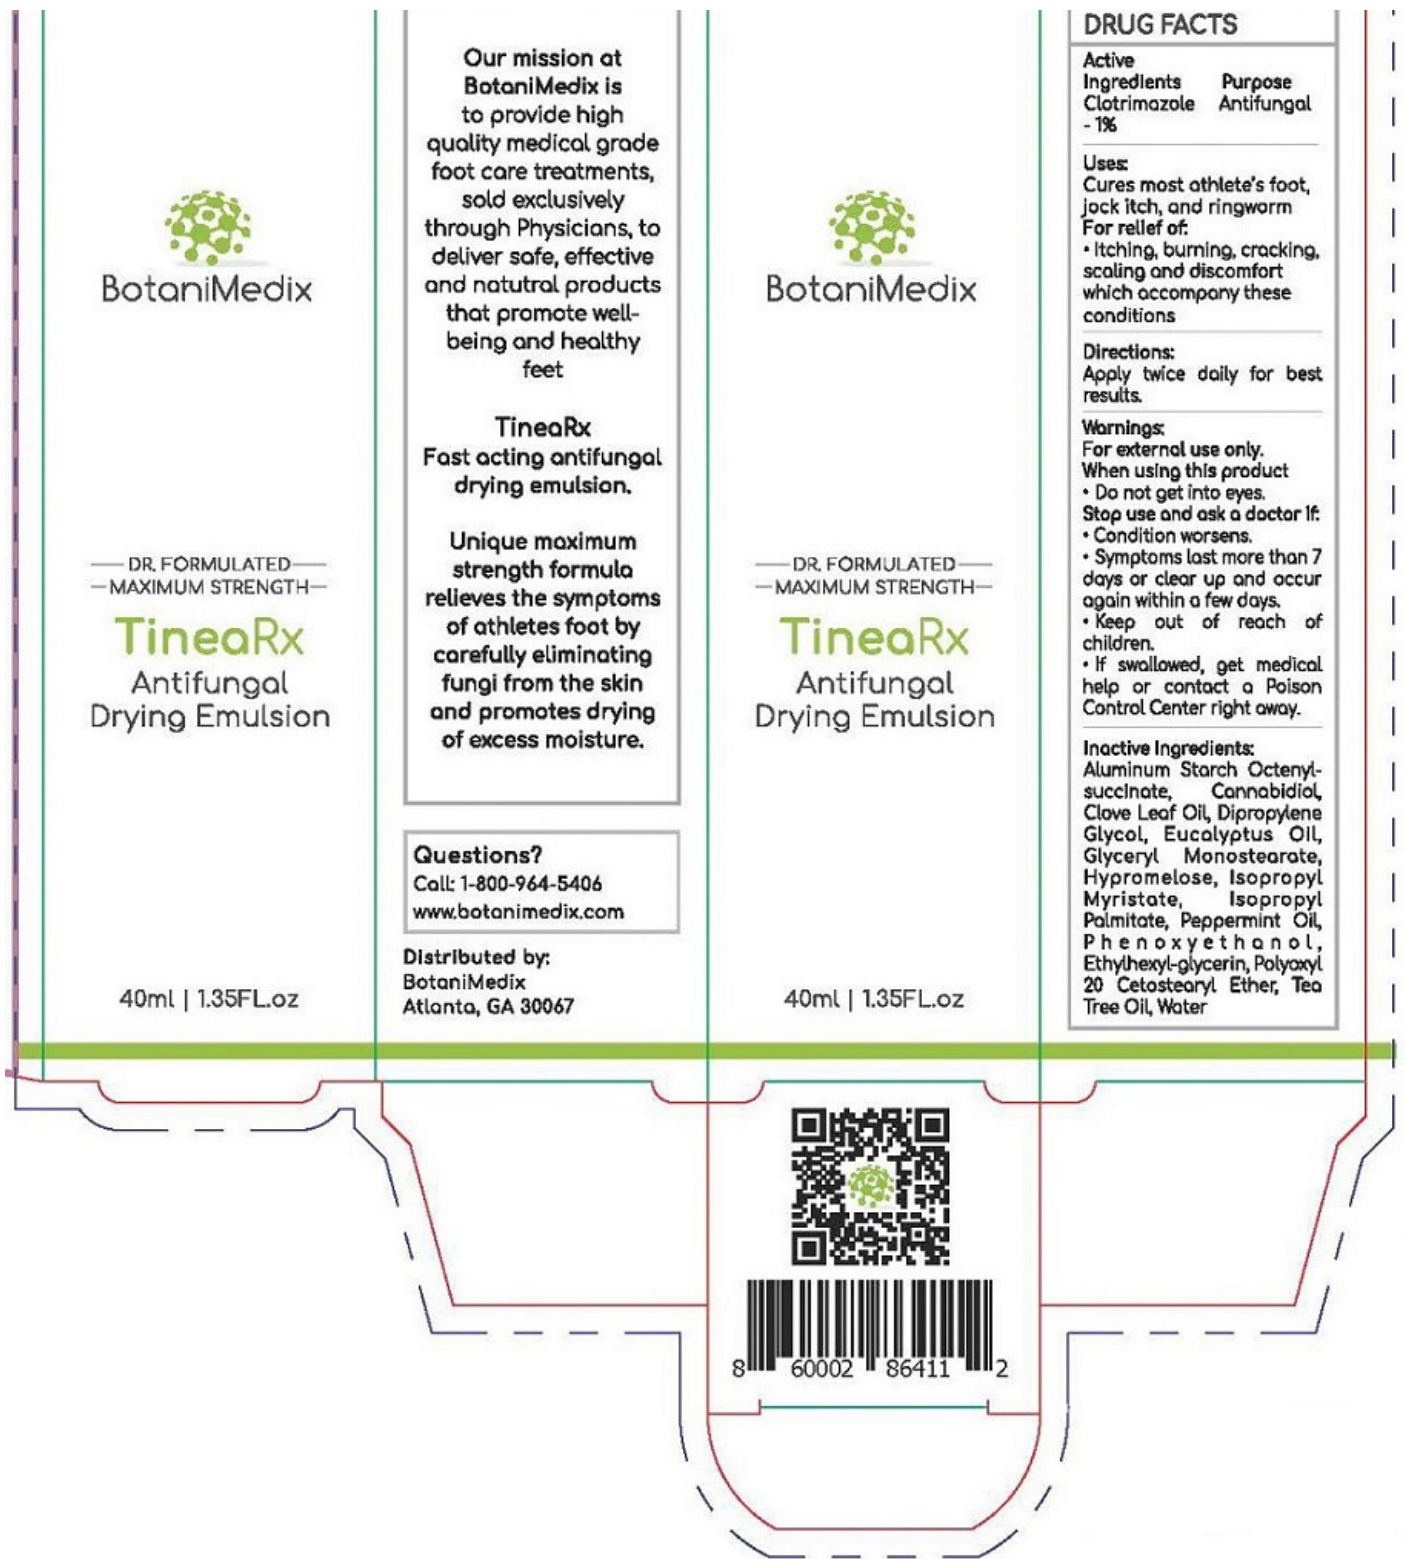 BotaniMedix
DR. FORMULATED
MAXIMUM STRENGTH
TineaRx
Antifungal
Drying Emulsion
40ml | 1.35FL.oz
Our mission at
BotaniMedix is
to provide high
quality medical grade
foot care treatments,
sold exclusively
through Physicians, to
deliver safe, effective
and natutral products
that promote well-
being and healthy
feet
TineaRx
Fast acting antifungal
drying emulsion.
Unique maximum
strength formula
relieves the symptoms
of athletes foot by
carefully eliminating
fungi from the skin
and promotes drying
of excess moisture.
Questions?
Call: 1-800-964-5406
www.botanimedix.com
Distributed by:
BotaniMedix
Atlanta, GA 30067
BotaniMedix
DR. FORMULATED
MAXIMUM STRENGTH
TineaRx
Antifungal
Drying Emulsion
40ml | 1.35FL.oz
8 60002 86411 2
DRUG FACTS
Active
Ingredients Purpose
Clotrimazole Antifungal
- 1%
Uses:
Cures most athlete's foot,
jock itch, and ringworm
For relief of:
• Itching, burning, cracking,
scaling and discomfort
which accompany these
conditions
Directions:
Apply twice daily for best
results.
Warnings:
For external use only.
When using this product
• Do not get into eyes.
Stop use and ask a doctor if:
• Condition worsens.
• Symptoms last more than 7
days or clear up and occur
again within a few days.
• Keep out of reach of
children.
• If swallowed, get medical
help or contact a Poison
Control Center right away.
Inactive Ingredients:
Aluminum Starch Octenyl-
succinate, Cannabidiol,
Clove Leaf Oil, Dipropylene
Glycol, Eucalyptus Oil,
Glyceryl Monostearate,
Hypromelose, Isopropyl
Myristate, Isopropyl
Palmitate, Peppermint Oil,
Phenoxyethanol,
Ethylhexyl-glycerin, Polyoxyl
20 Cetostearyl Ether, Tea
Tree Oil, Water